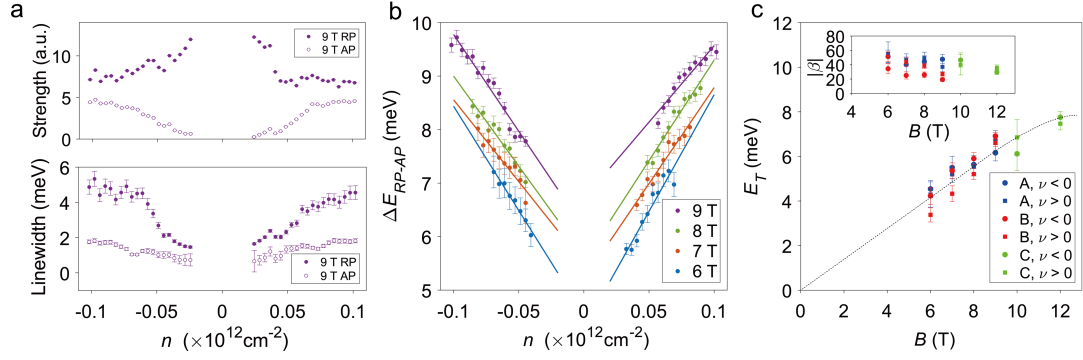 a
Strength (a.u.)
10
5
0
9 T RP
9 T AP
Linewidth (meV)
6
4
2
0
9 T RP
9 T AP
-0.1
-0.05
0
0.05
0.1
n (×10¹²cm⁻²)
b
ΔE_RP-AP (meV)
10
9
8
7
6
5
9 T
8 T
7 T
6 T
-0.1
-0.05
0
0.05
0.1
n (×10¹²cm⁻²)
c
|β|
80
60
40
20
0
4
6
8
10
12
B (T)
E_T (meV)
10
8
6
4
2
0
A, ν < 0
A, ν > 0
B, ν < 0
B, ν > 0
C, ν < 0
C, ν > 0
0
2
4
6
8
10
12
B (T)